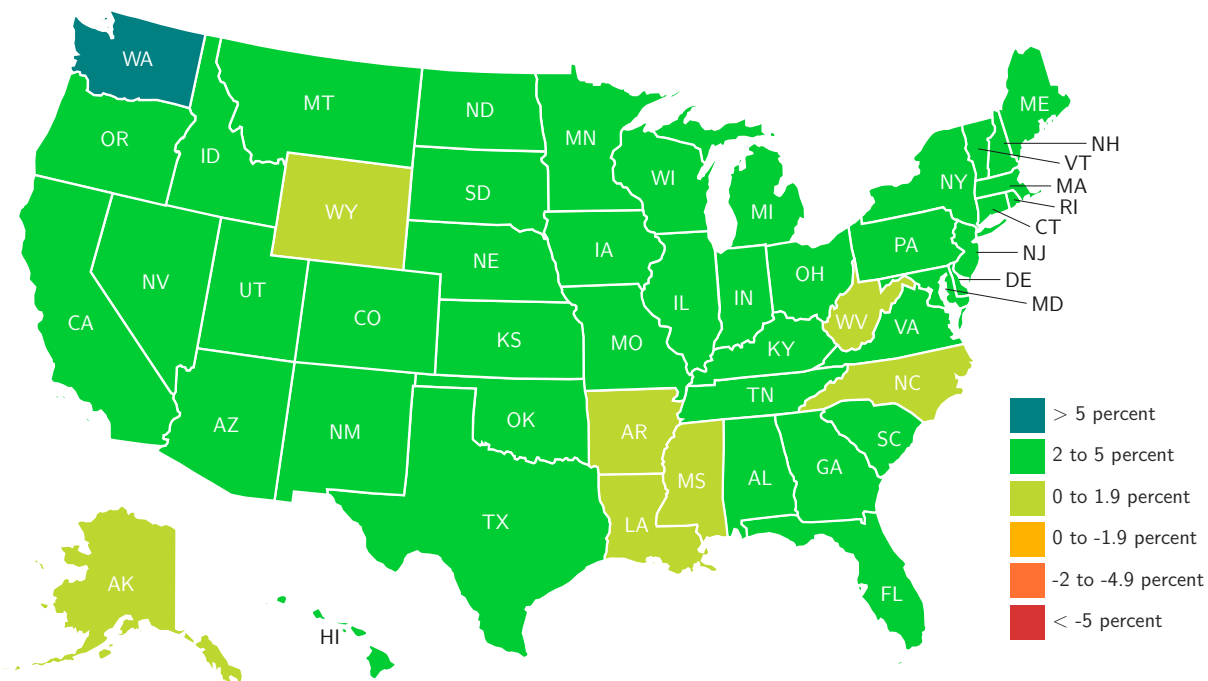 WA
MT
ND
MN
ME
OR
ID
WI
NH
VT
SD
NY
MA
WY
MI
RI
CT
PA
IA
NJ
NE
OH
NV
DE
UT
IL
IN
MD
CA
CO
WV
VA
KS
MO
KY
NC
TN
> 5 percent
OK
AZ
NM
AR
SC
2 to 5 percent
GA
MS
AL
0 to 1.9 percent
TX
LA
0 to -1.9 percent
AK
-2 to -4.9 percent
FL
HI
< -5 percent